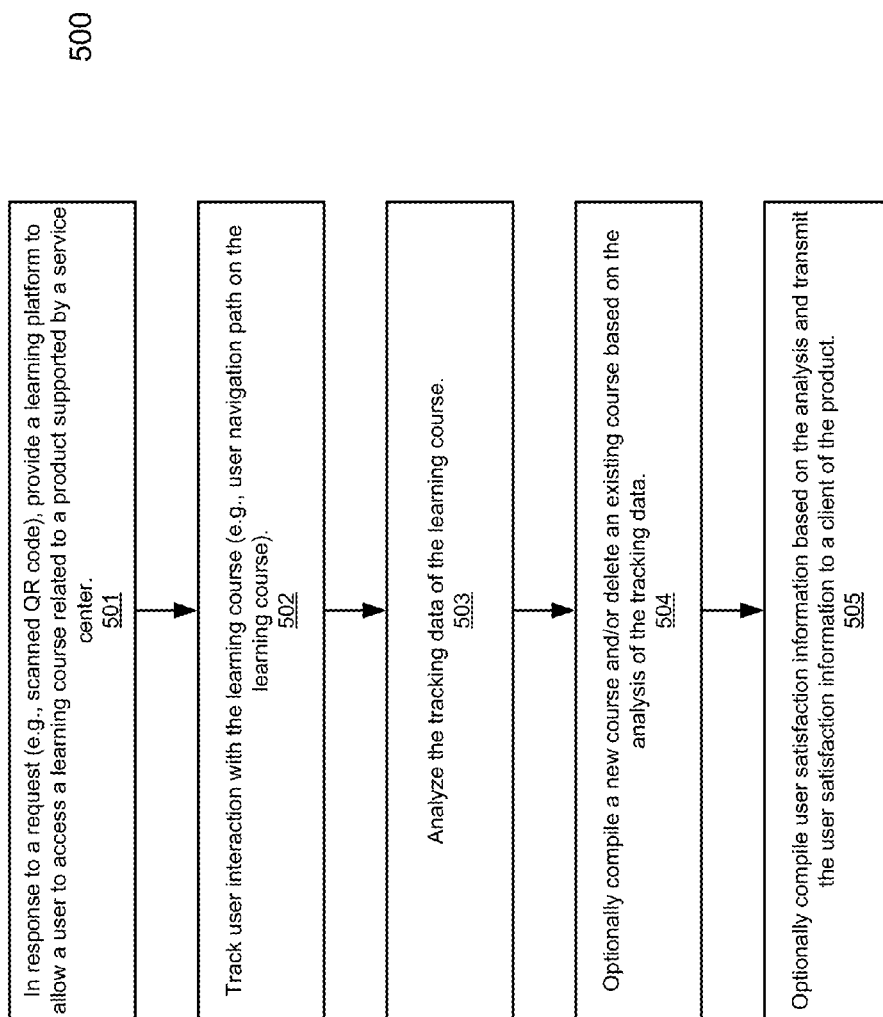 500
In response to a request (e.g., scanned QR code), provide a learning platform to
allow a user to access a learning course related to a product supported by a service
center.
501
Track user interaction with the learning course (e.g., user navigation path on the
learning course).
502
Analyze the tracking data of the learning course.
503
Optionally compile a new course and/or delete an existing course based on the
analysis of the tracking data.
504
Optionally compile user satisfaction information based on the analysis and transmit
the user satisfaction information to a client of the product.
505